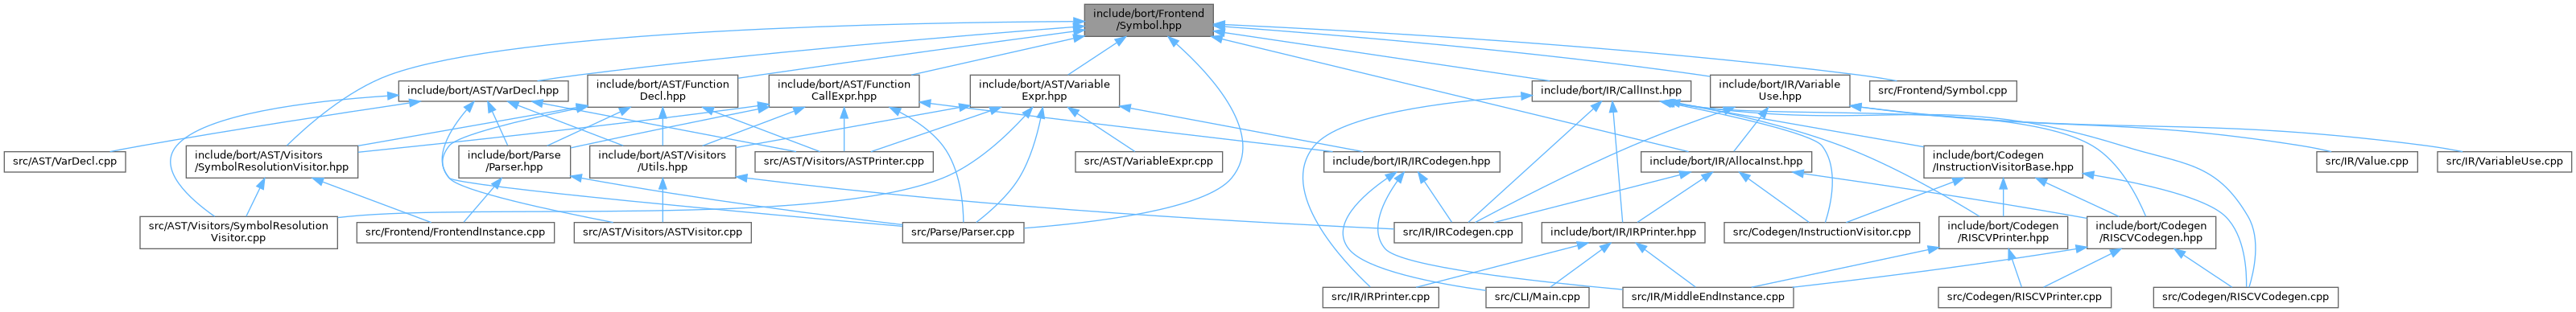 include/bort/Frontend
/Symbol.hpp
include/bort/AST/VarDecl.hpp
include/bort/AST/Function
Decl.hpp
include/bort/AST/Function
CallExpr.hpp
include/bort/AST/Variable
Expr.hpp
include/bort/IR/CallInst.hpp
include/bort/IR/Variable
Use.hpp
src/Frontend/Symbol.cpp
src/AST/VarDecl.cpp
include/bort/AST/Visitors
/SymbolResolutionVisitor.hpp
include/bort/Parse
/Parser.hpp
include/bort/AST/Visitors
/Utils.hpp
src/AST/Visitors/ASTPrinter.cpp
src/AST/VariableExpr.cpp
include/bort/IR/IRCodegen.hpp
include/bort/IR/AllocaInst.hpp
include/bort/Codegen
/InstructionVisitorBase.hpp
src/IR/Value.cpp
src/IR/VariableUse.cpp
src/AST/Visitors/SymbolResolution
Visitor.cpp
src/Frontend/FrontendInstance.cpp
src/AST/Visitors/ASTVisitor.cpp
src/Parse/Parser.cpp
src/IR/IRCodegen.cpp
include/bort/IR/IRPrinter.hpp
src/Codegen/InstructionVisitor.cpp
include/bort/Codegen
/RISCVPrinter.hpp
include/bort/Codegen
/RISCVCodegen.hpp
src/IR/IRPrinter.cpp
src/CLI/Main.cpp
src/IR/MiddleEndInstance.cpp
src/Codegen/RISCVPrinter.cpp
src/Codegen/RISCVCodegen.cpp